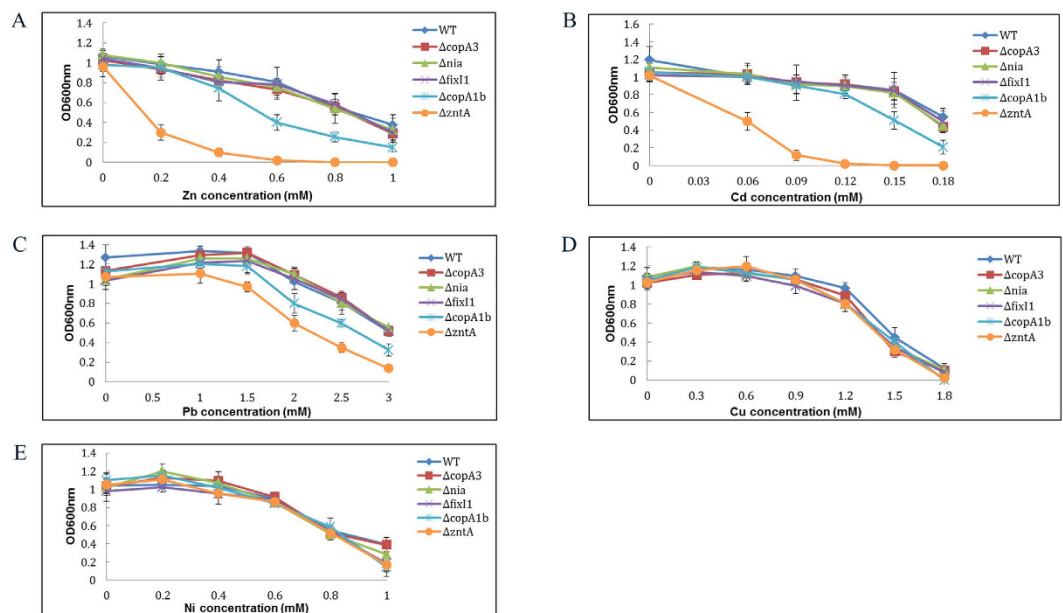 A
OD600nm
1.4
1.2
1
0.8
0.6
0.4
0.2
0
0 0.2 0.4 0.6 0.8 1
Zn concentration (mM)
WT
ΔcopA3
Δnia
ΔfixI1
ΔcopA1b
ΔzntA
B
OD600nm
1.6
1.4
1.2
1.0
0.8
0.6
0.4
0.2
0
0 0.03 0.06 0.09 0.12 0.15 0.18
Cd concentration (mM)
WT
ΔcopA3
Δnia
ΔfixI1
ΔcopA1b
ΔzntA
C
OD600nm
1.6
1.4
1.2
1
0.8
0.6
0.4
0.2
0
0 0.5 1 1.5 2 2.5 3
Pb concentration (mM)
WT
ΔcopA3
Δnia
ΔfixI1
ΔcopA1b
ΔzntA
D
OD600nm
1.4
1.2
1
0.8
0.6
0.4
0.2
0
0 0.3 0.6 0.9 1.2 1.5 1.8
Cu concentration (mM)
WT
ΔcopA3
Δnia
ΔfixI1
ΔcopA1b
ΔzntA
E
OD600nm
1.4
1.2
1
0.8
0.6
0.4
0.2
0
0 0.2 0.4 0.6 0.8 1
Ni concentration (mM)
WT
ΔcopA3
Δnia
ΔfixI1
ΔcopA1b
ΔzntA